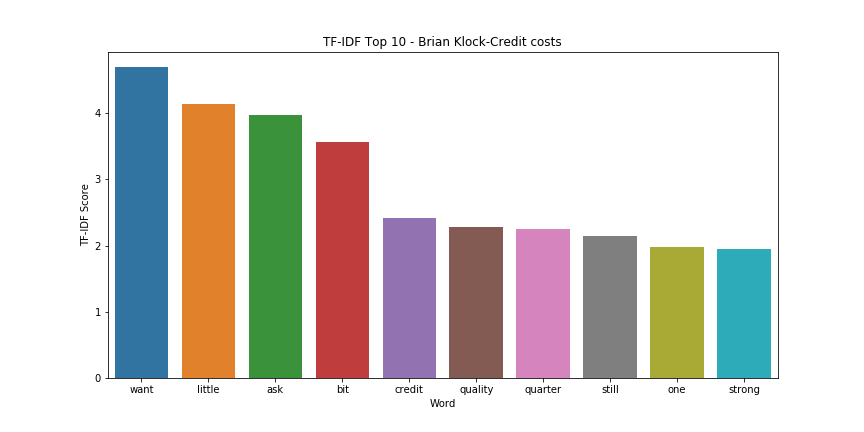 TF-IDF Top 10 - Brian Klock-Credit costs
TF-IDF Score
4
3
2
1
0
want little ask bit credit quality quarter still one strong
Word